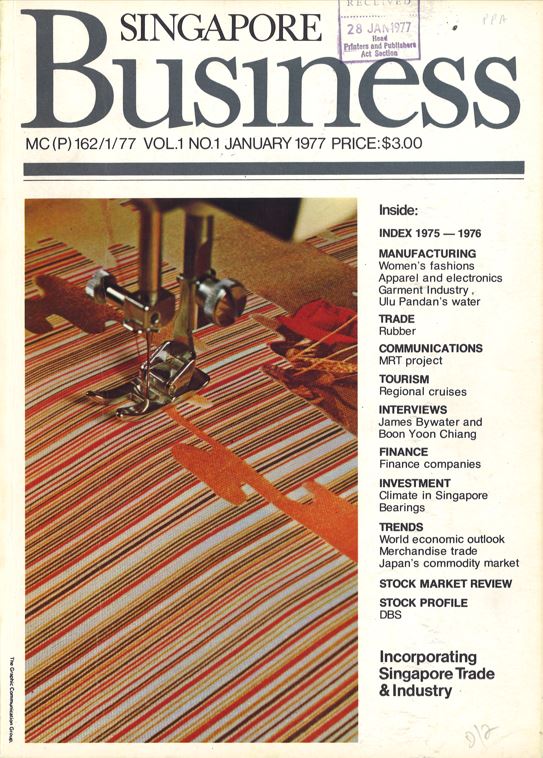 RECEIVED
28 JAN 1977
Head
Printers and Publishers
Act Section
PPA
SINGAPORE
Business
MC (P) 162/1/77 VOL.1 NO.1 JANUARY 1977 PRICE:$3.00
Inside:
INDEX 1975 — 1976
MANUFACTURING
Women's fashions
Apparel and electronics
Garment Industry
Ulu Pandan's water
TRADE
Rubber
COMMUNICATIONS
MRT project
TOURISM
Regional cruises
INTERVIEWS
James Bywater and
Boon Yoon Chiang
FINANCE
Finance companies
INVESTMENT
Climate in Singapore
Bearings
TRENDS
World economic outlook
Merchandise trade
Japan's commodity market
STOCK MARKET REVIEW
STOCK PROFILE
DBS
Incorporating
Singapore Trade
& Industry
The Graphic Communication Group.